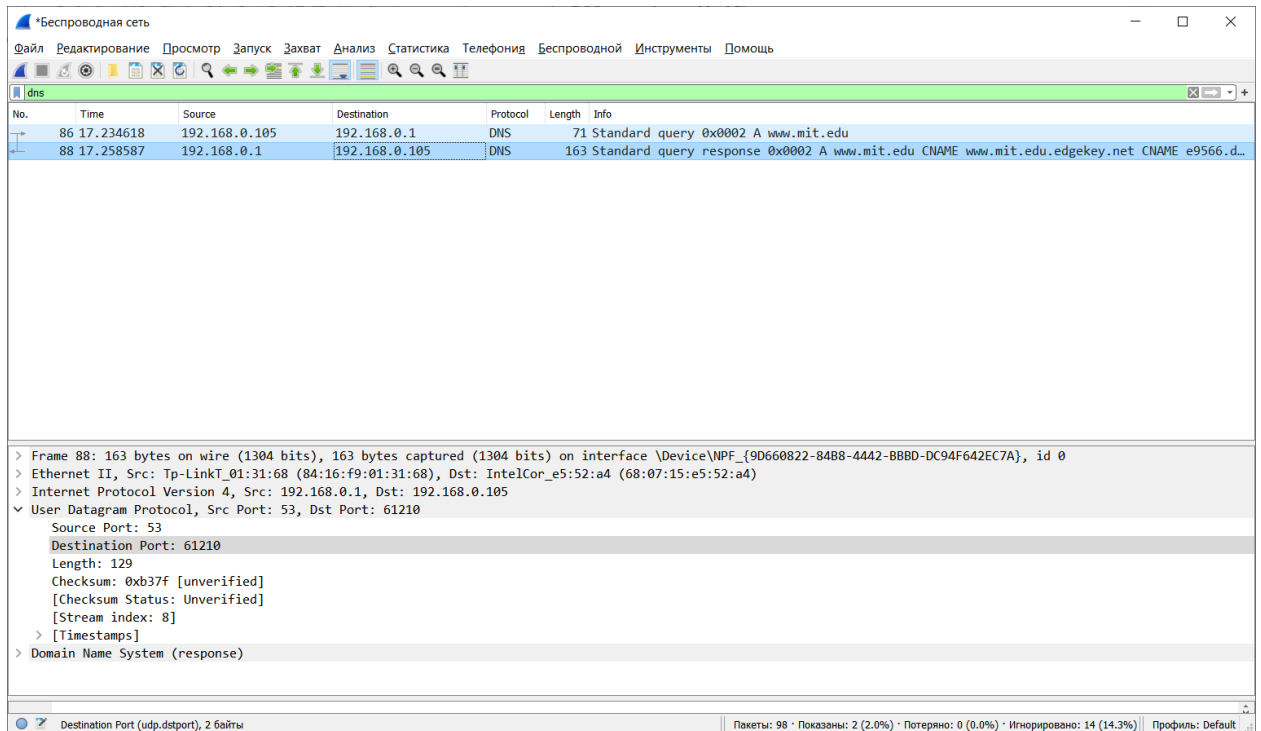 *Беспроводная сеть
Файл Редактирование Просмотр Запуск Захват Анализ Статистика Телефония Беспроводной Инструменты Помощь
dns
No. Time Source Destination Protocol Length Info
86 17.234618 192.168.0.105 192.168.0.1 DNS 71 Standard query 0x0002 A www.mit.edu
88 17.258587 192.168.0.1 192.168.0.105 DNS 163 Standard query response 0x0002 A www.mit.edu CNAME www.mit.edu.edgekey.net CNAME e9566.d…
> Frame 88: 163 bytes on wire (1304 bits), 163 bytes captured (1304 bits) on interface \Device\NPF_{9D660822-84B8-4442-BBBD-DC94F642EC7A}, id 0
> Ethernet II, Src: Tp-LinkT_01:31:68 (84:16:f9:01:31:68), Dst: IntelCor_e5:52:a4 (68:07:15:e5:52:a4)
> Internet Protocol Version 4, Src: 192.168.0.1, Dst: 192.168.0.105
User Datagram Protocol, Src Port: 53, Dst Port: 61210
Source Port: 53
Destination Port: 61210
Length: 129
Checksum: 0xb37f [unverified]
[Checksum Status: Unverified]
[Stream index: 8]
> [Timestamps]
> Domain Name System (response)
Destination Port (udp.dstport), 2 байты Пакеты: 98 · Показаны: 2 (2.0%) · Потеряно: 0 (0.0%) · Игнорировано: 14 (14.3%) Профиль: Default